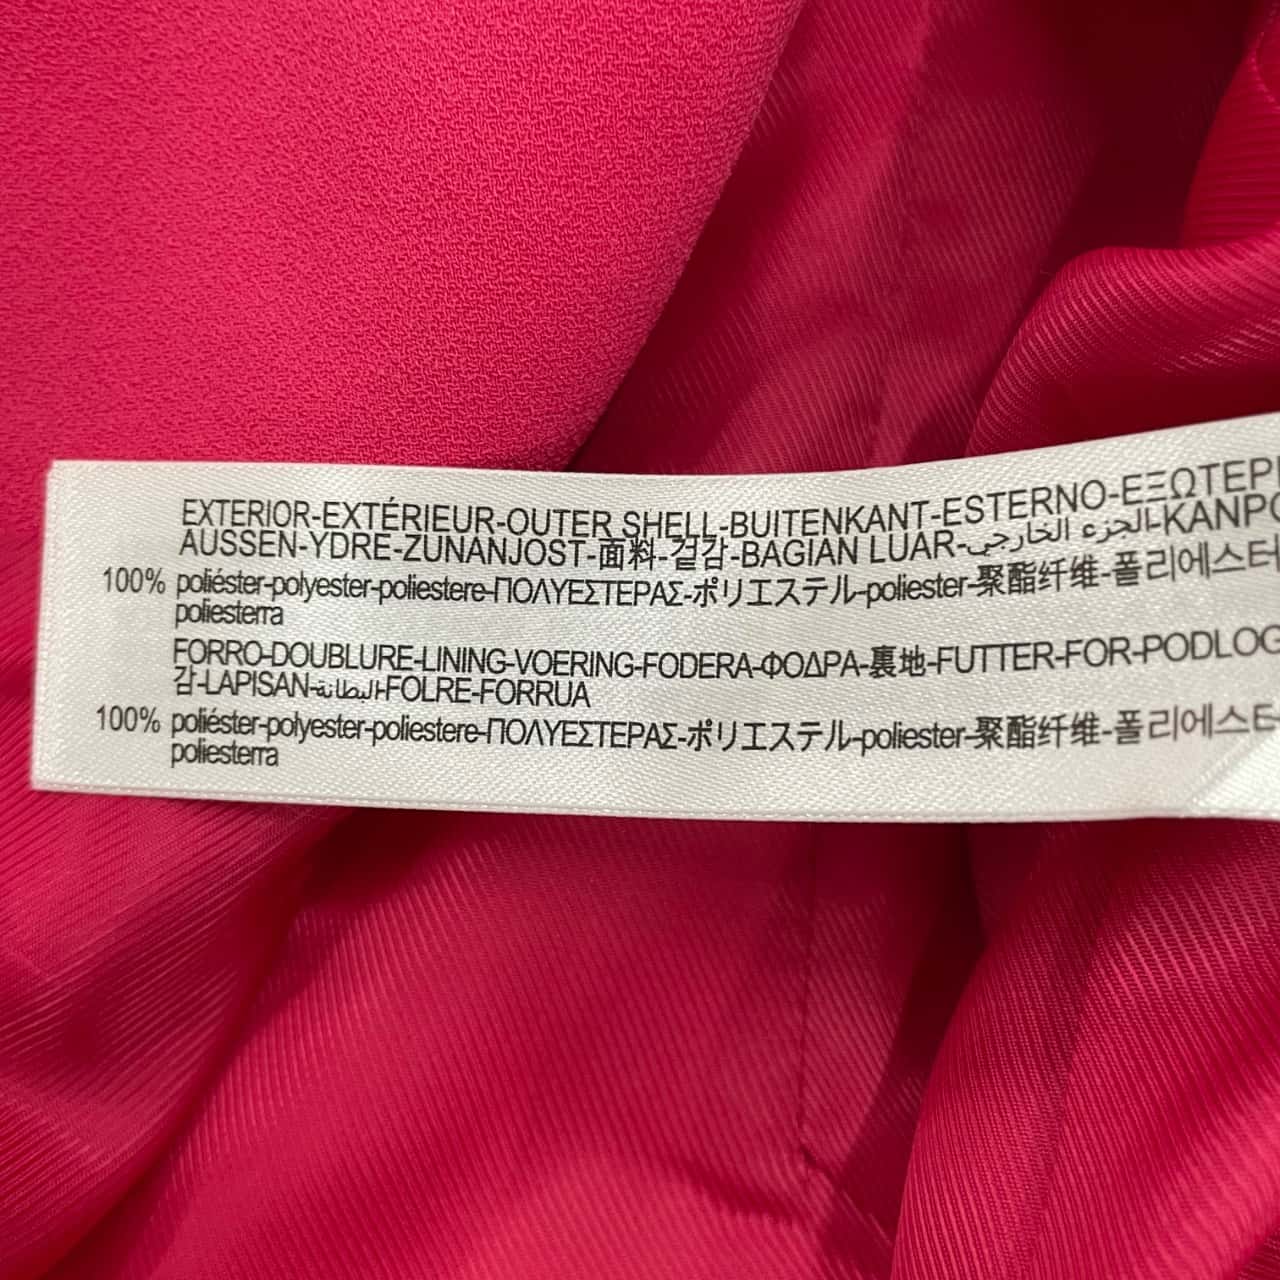 EXTERIOR-EXTÉRIEUR-OUTER SHELL-BUITENKANT-ESTERNO-ΕΞΩΤΕΡΙ
AUSSEN-YDRE-ZUNANJOST-面料-겉감-BAGIAN LUAR-الجزء الخارجي-KANPO
100% poliéster-polyester-poliestere-ΠΟΛΥΕΣΤΕΡΑΣ-ポリエステル-poliester-聚酯纤维-폴리에스터
poliesterra
FORRO-DOUBLURE-LINING-VOERING-FODERA-ΦΟΔΡΑ-裏地-FUTTER-FOR-PODLOG
감-LAPISAN-البطانة-FOLRE-FORRUA
100% poliéster-polyester-poliestere-ΠΟΛΥΕΣΤΕΡΑΣ-ポリエステル-poliester-聚酯纤维-폴리에스터
poliesterra